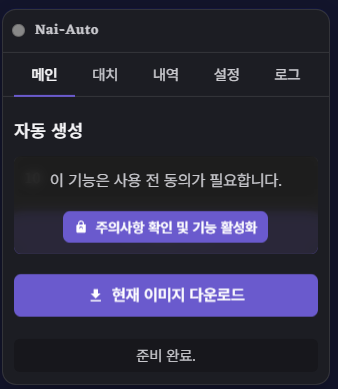 Nai-Auto
메인 대치 내역 설정 로그
자동 생성
이 기능은 사용 전 동의가 필요합니다.
주의사항 확인 및 기능 활성화
현재 이미지 다운로드
준비 완료.